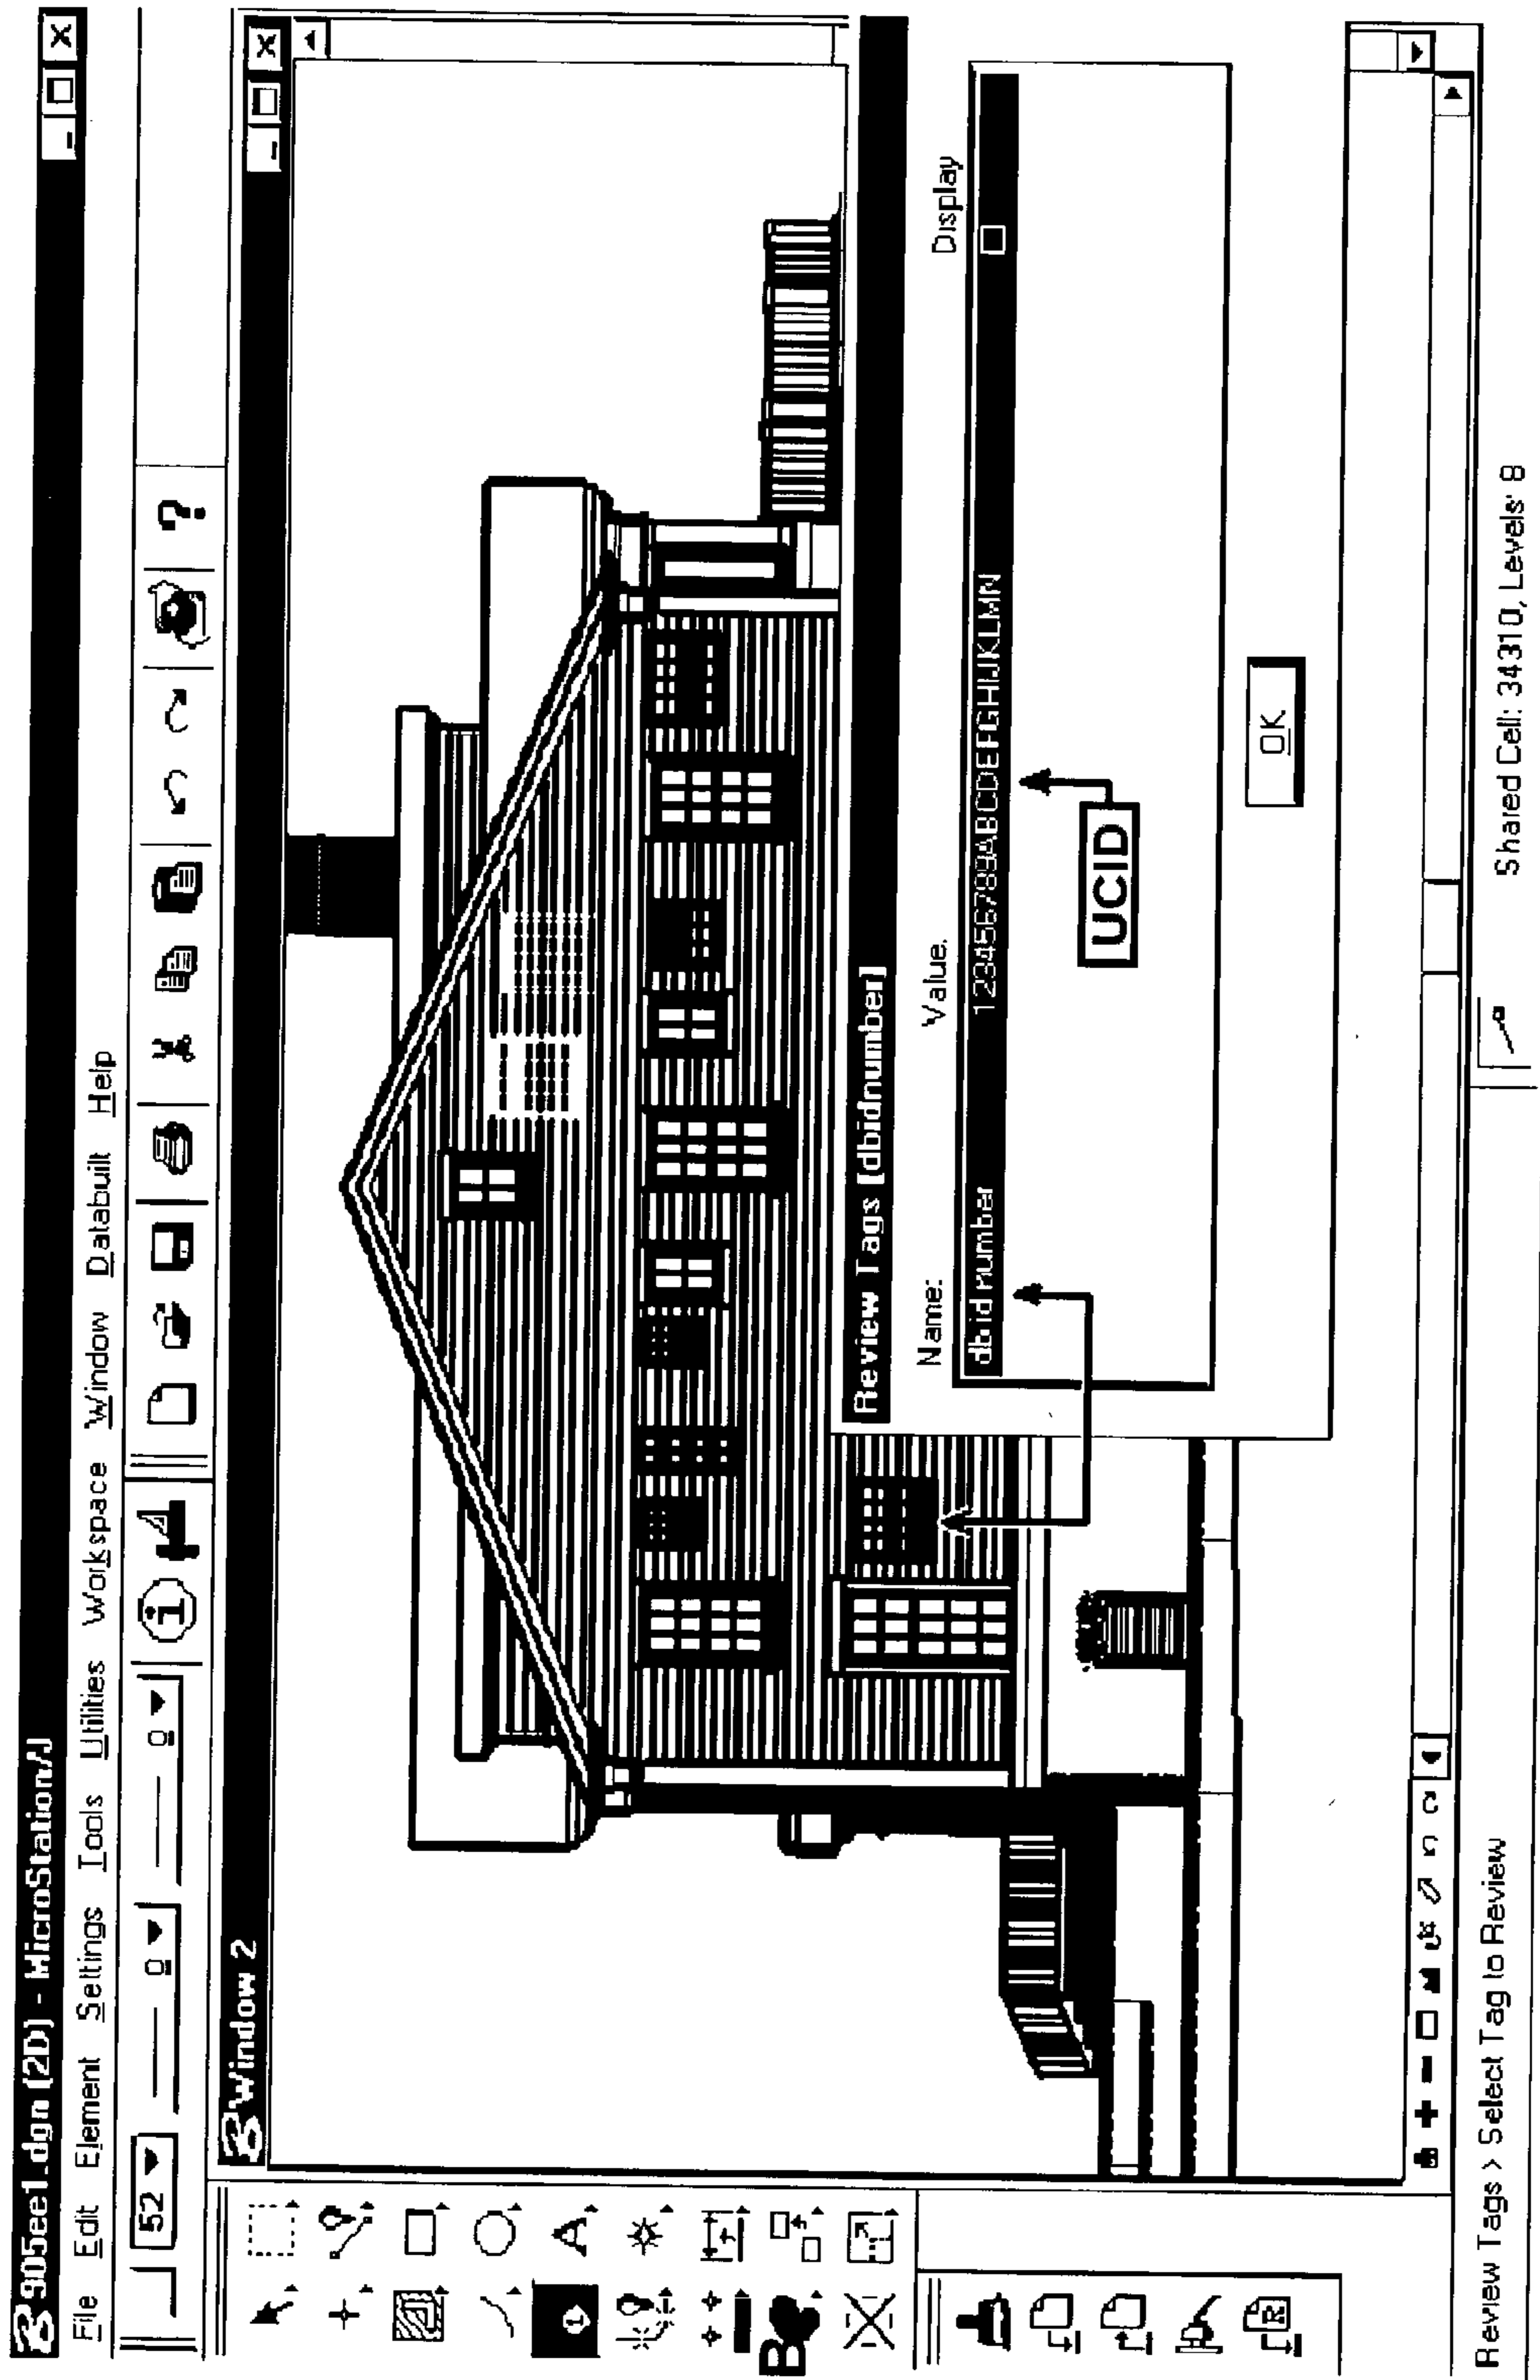 905ee1.dgn (2D) - MicroStation/J
File Edit Element Settings Tools Utilities Workspace Window Databuilt Help
52 0 0
Window 2
Review Tags [dbidnumber]
Name: Value. Display
dbid number 123456789ABCDEFGHIJKLMN
UCID
OK
Review Tags > Select Tag to Review
Shared Cell: 34310, Levels: 8